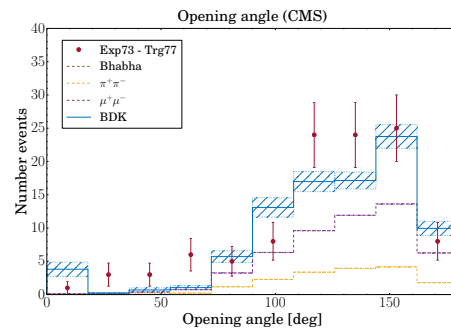 Opening angle (CMS)
40
35
30
25
20
15
10
5
0
Number events
Exp73 - Trg77
Bhabha
π⁺π⁻
μ⁺μ⁻
BDK
0
50
100
150
Opening angle [deg]